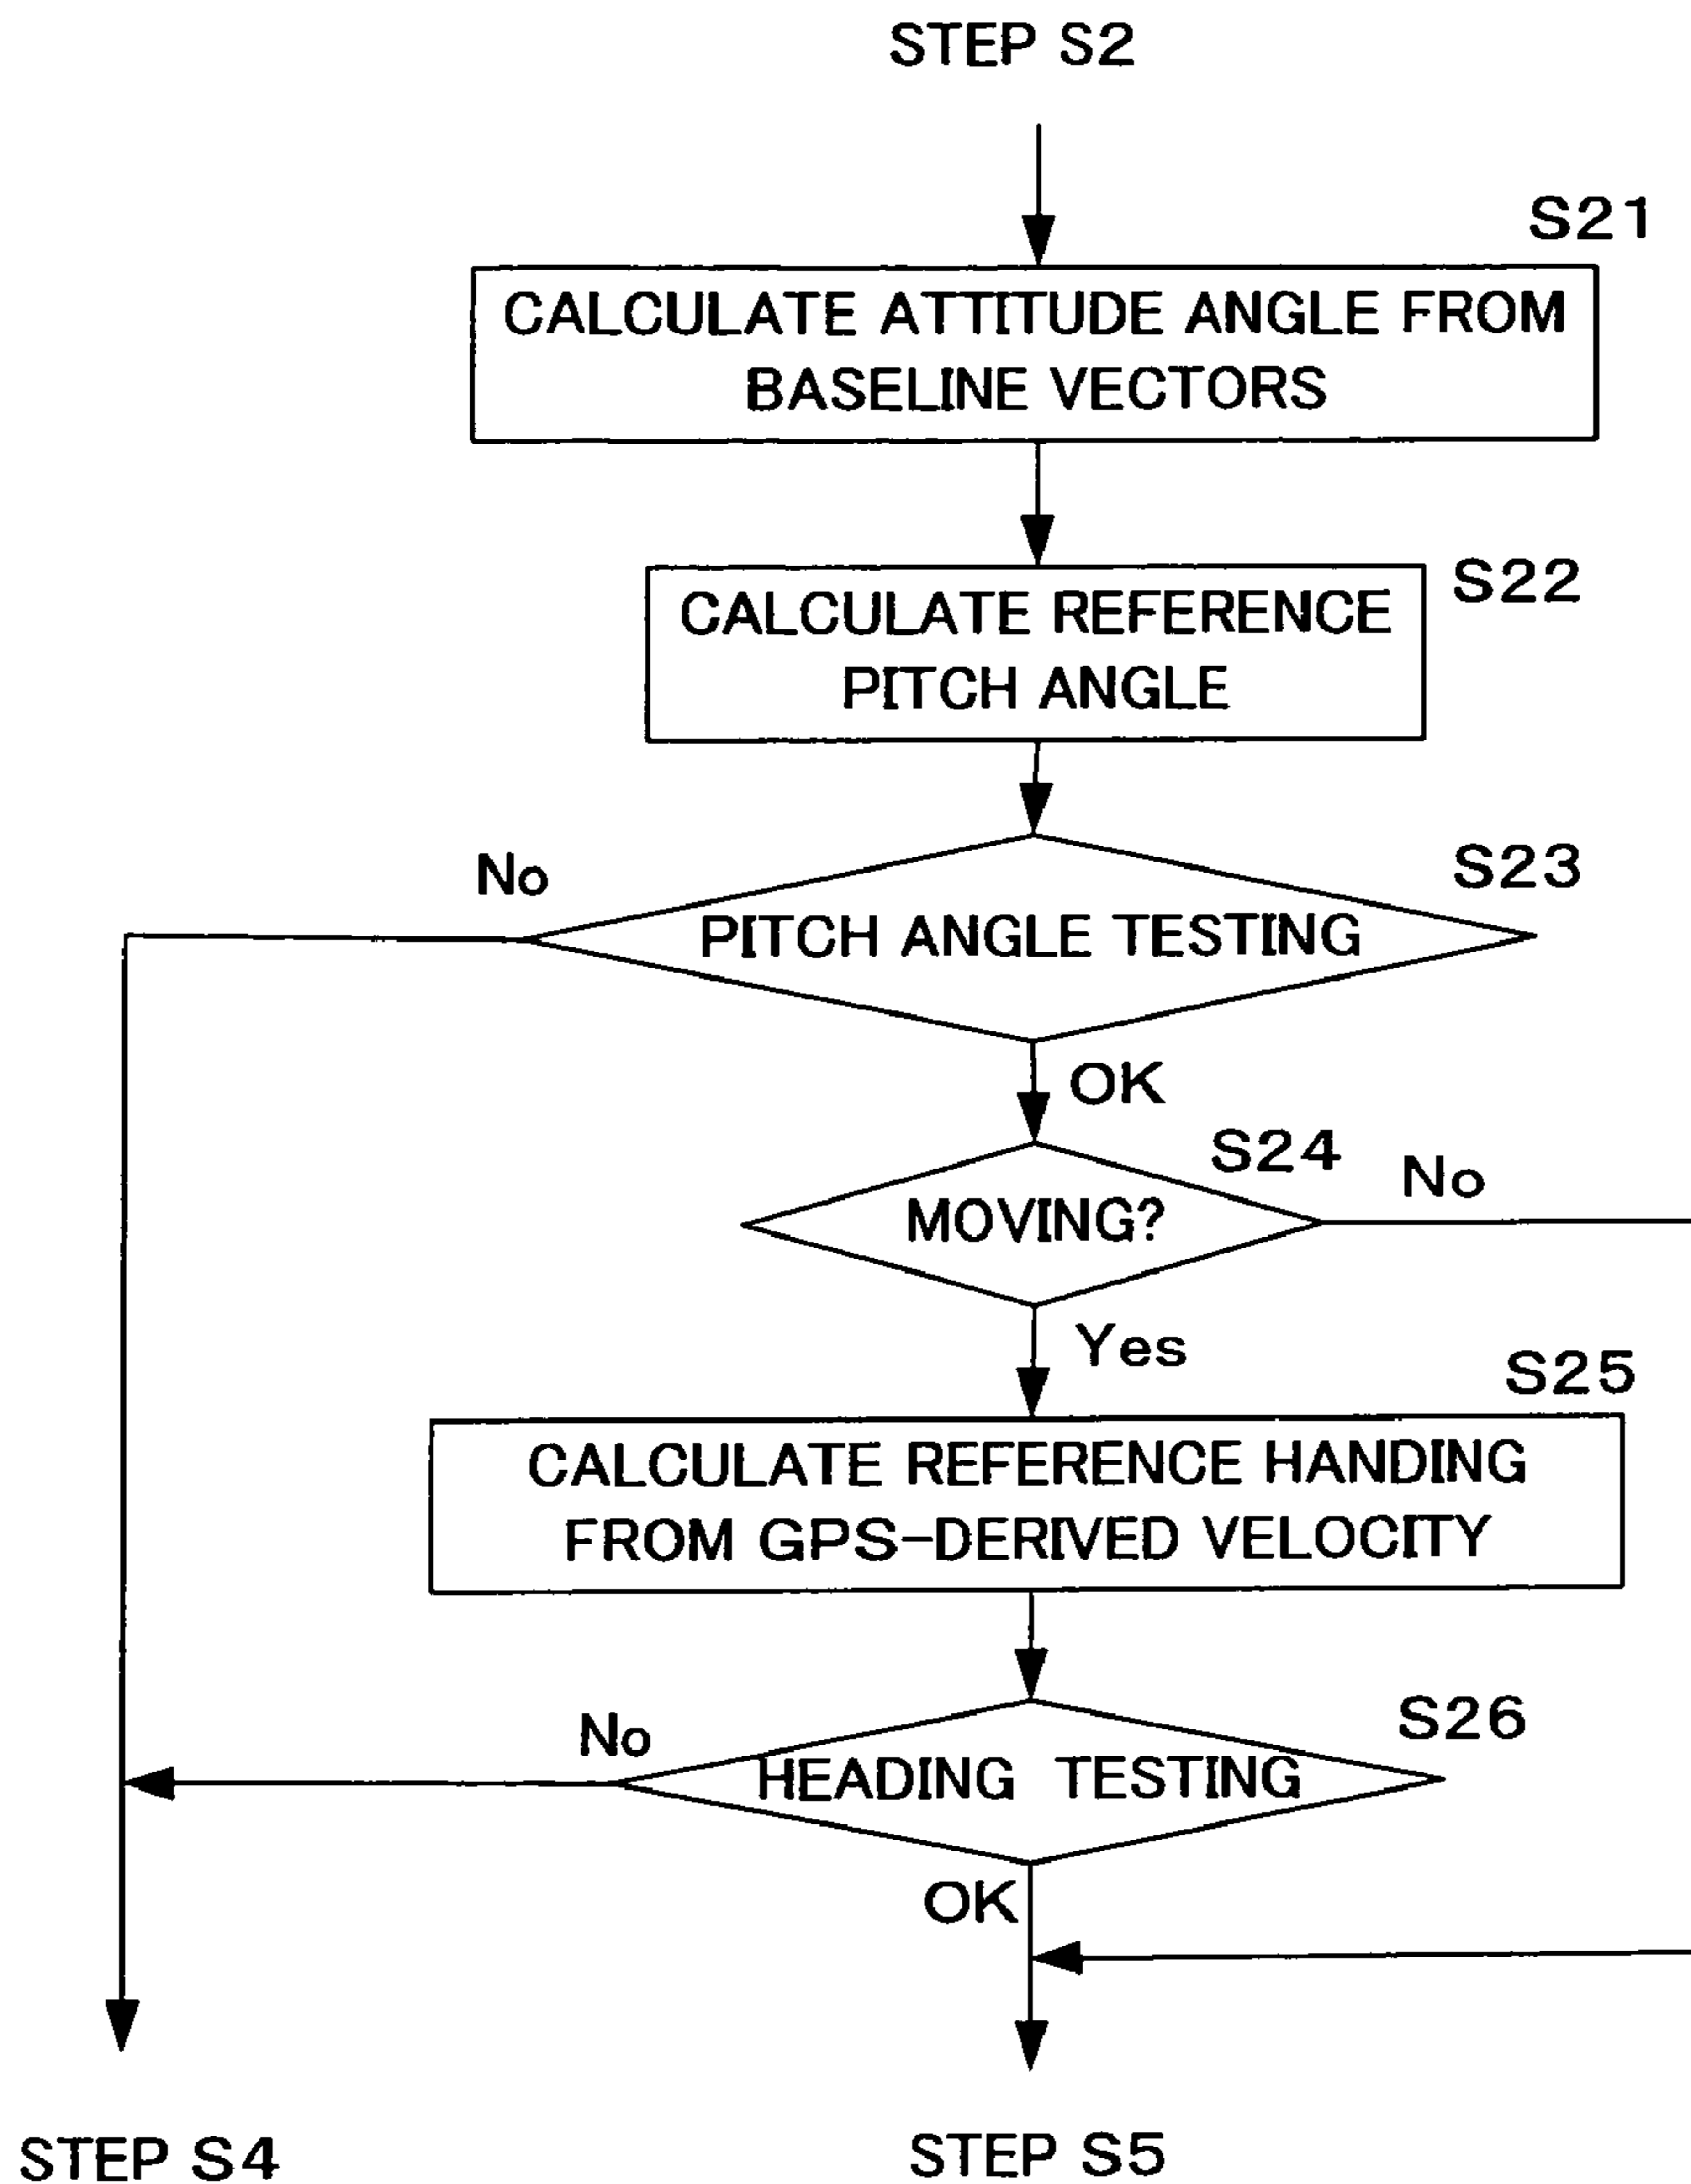 STEP S2
S21
CALCULATE ATTITUDE ANGLE FROM
BASELINE VECTORS
S22
CALCULATE REFERENCE
PITCH ANGLE
No
S23
PITCH ANGLE TESTING
OK
S24
No
MOVING?
Yes
S25
CALCULATE REFERENCE HANDING
FROM GPS-DERIVED VELOCITY
No
S26
HEADING TESTING
OK
STEP S4
STEP S5